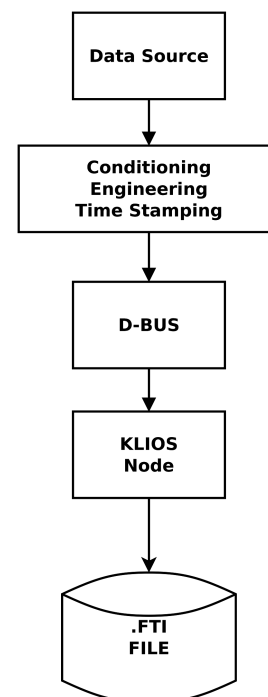 Data Source
Conditioning
Engineering
Time Stamping
D-BUS
KLIOS
Node
.FTI
FILE